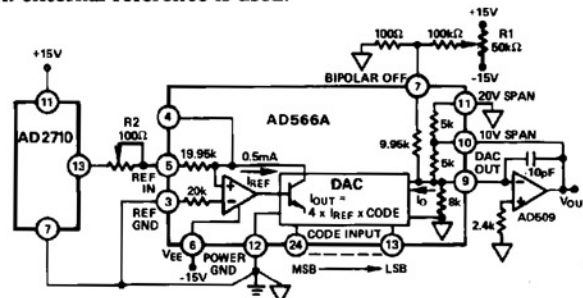 external reference is used.
+15V
100Ω
100kΩ
R1
50kΩ
-15V
+15V
BIPOLAR OFF
7
11
20V SPAN
11
AD2710
R2
100Ω
4
AD566A
9.95k
5k
10
10V SPAN
5k
13
5
19.95k
0.5mA
DAC
OUT
9
10pF
REF
IN
IREF
DAC
IOUT =
4 x IREF x CODE
IO
8k
AD509
VOU
3
20k
REF
GND
2.4k
7
6
12
24
CODE INPUT
13
VEE
-15V
POWER
GND
MSB
LSB